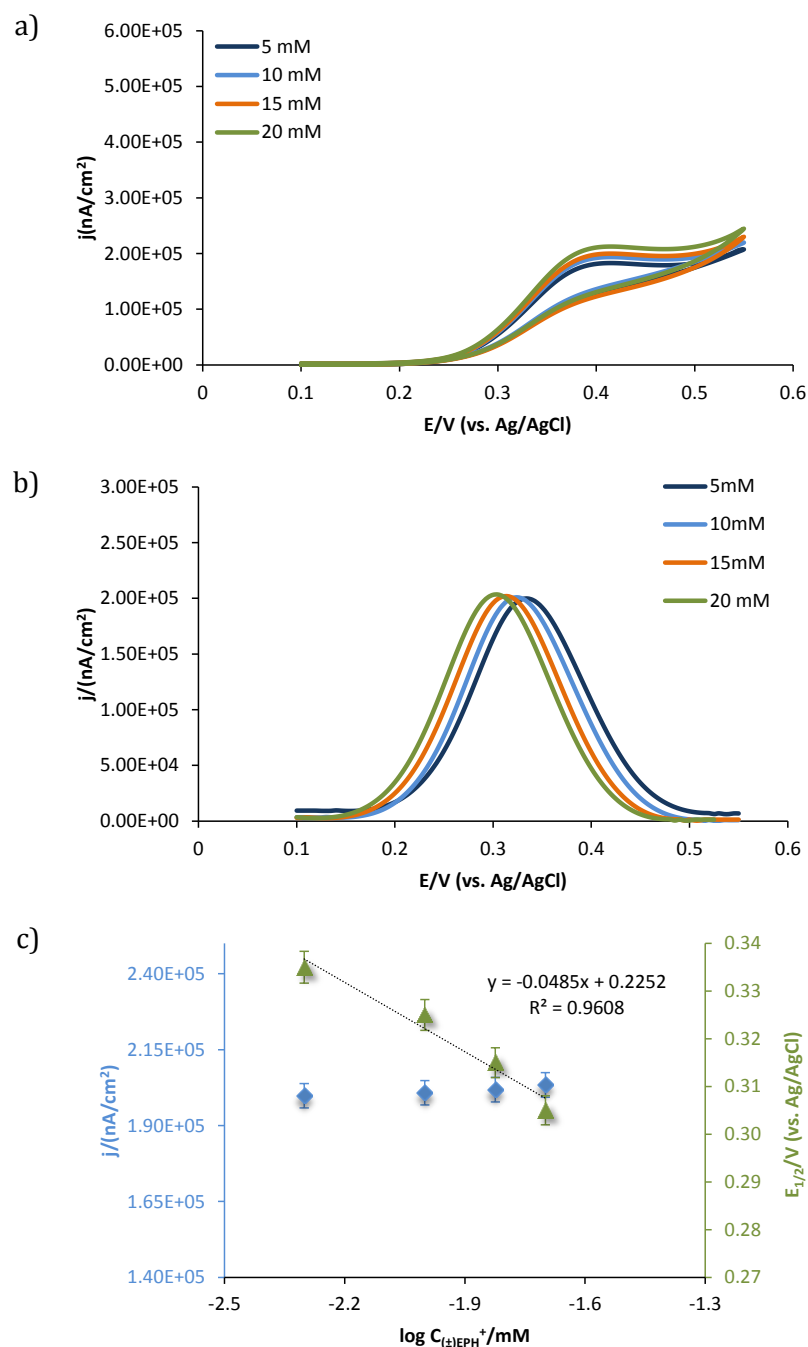 a)
6.00E+05
5.00E+05
4.00E+05
3.00E+05
2.00E+05
1.00E+05
0.00E+00
j(nA/cm²)
5 mM
10 mM
15 mM
20 mM
0 0.1 0.2 0.3 0.4 0.5 0.6
E/V (vs. Ag/AgCl)
b)
3.00E+05
2.50E+05
2.00E+05
1.50E+05
1.00E+05
5.00E+04
0.00E+00
j/(nA/cm²)
5mM
10mM
15mM
20 mM
0 0.1 0.2 0.3 0.4 0.5 0.6
E/V (vs. Ag/AgCl)
c)
2.40E+05
2.15E+05
1.90E+05
1.65E+05
1.40E+05
j/(nA/cm²)
y = -0.0485x + 0.2252
R² = 0.9608
0.34
0.33
0.32
0.31
0.30
0.29
0.28
0.27
E₁/₂/V (vs. Ag/AgCl)
-2.5 -2.2 -1.9 -1.6 -1.3
log C₍±₎EPH⁺/mM